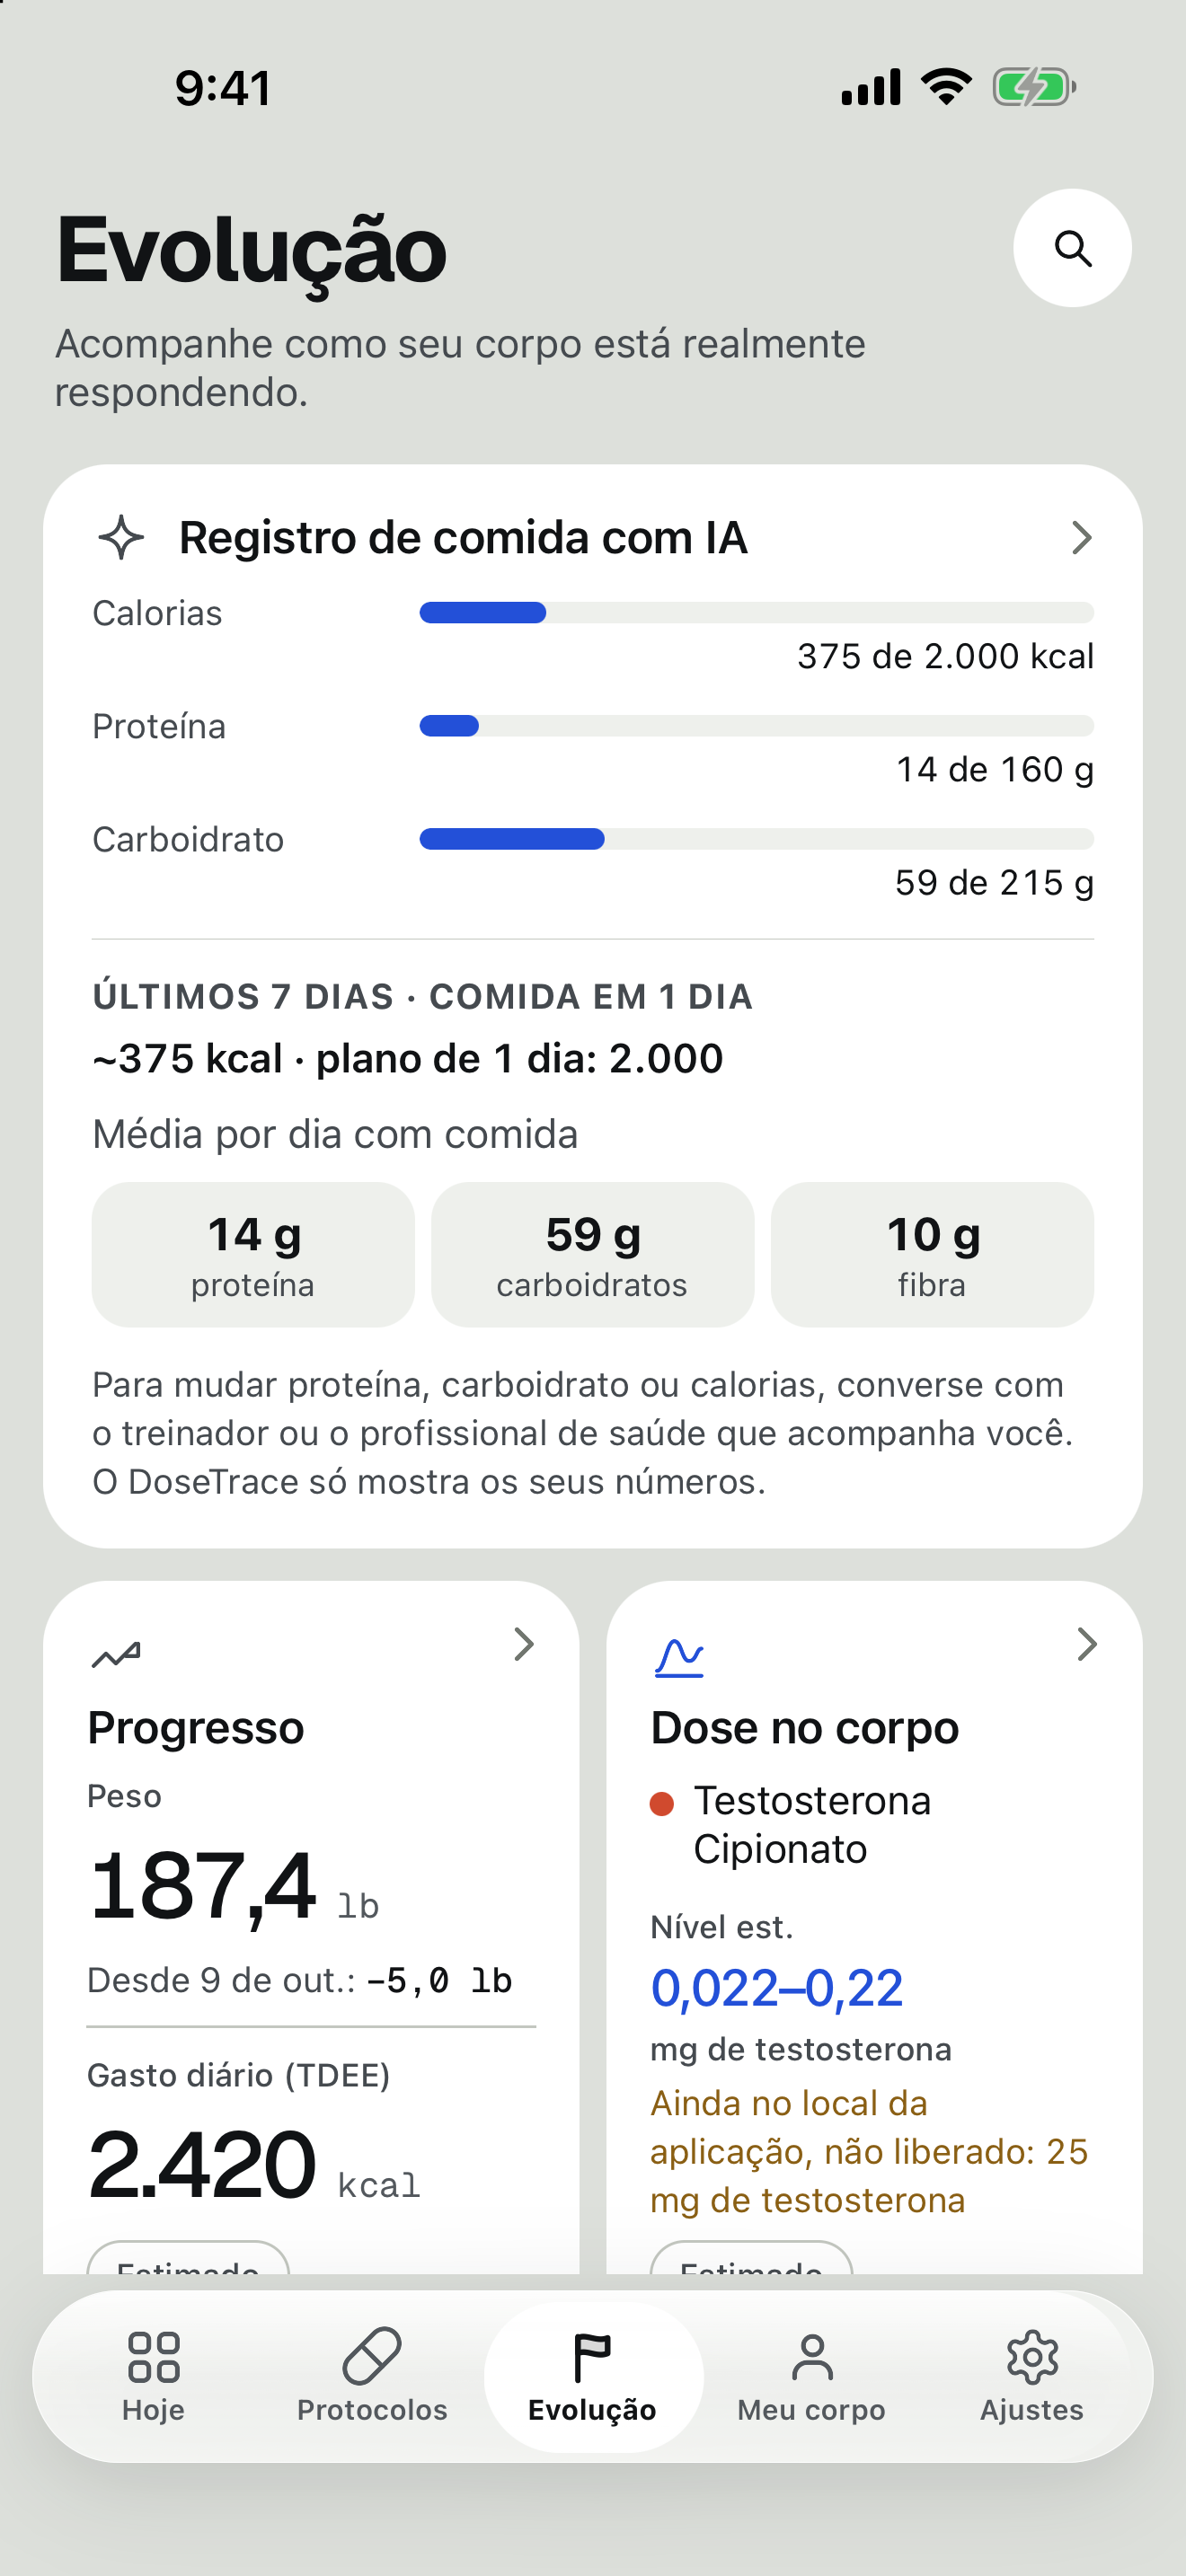 9:41
Evolução
Acompanhe como seu corpo está realmente
respondendo.
Registro de comida com IA
Calorias
375 de 2.000 kcal
Proteína
14 de 160 g
Carboidrato
59 de 215 g
ÚLTIMOS 7 DIAS · COMIDA EM 1 DIA
~375 kcal · plano de 1 dia: 2.000
Média por dia com comida
14 g
proteína
59 g
carboidratos
10 g
fibra
Para mudar proteína, carboidrato ou calorias, converse com
o treinador ou o profissional de saúde que acompanha você.
O DoseTrace só mostra os seus números.
Progresso
Peso
187,4 lb
Desde 9 de out.: −5,0 lb
Gasto diário (TDEE)
2.420 kcal
Estimado
Dose no corpo
Testosterona
Cipionato
Nível est.
0,022–0,22
mg de testosterona
Ainda no local da
aplicação, não liberado: 25
mg de testosterona
Estimado
Hoje
Protocolos
Evolução
Meu corpo
Ajustes